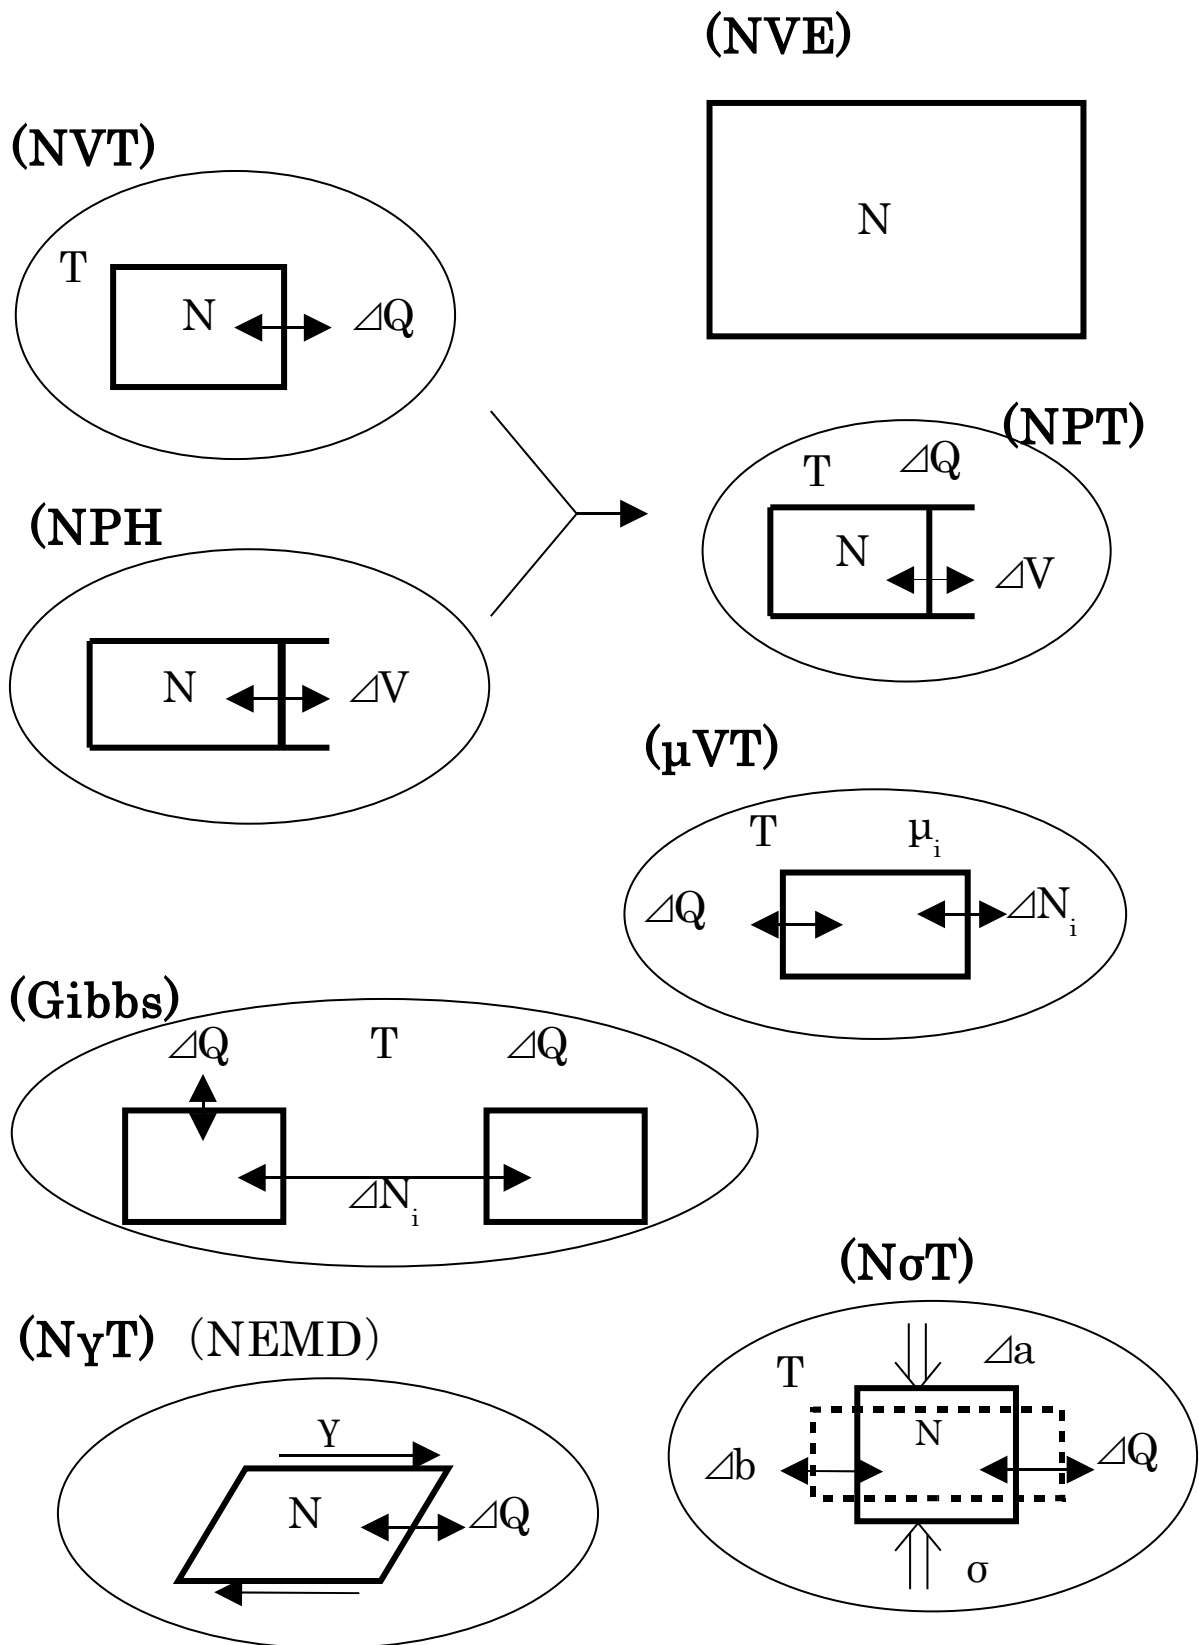 (NVE)
N
(NVT)
T
N
⊿Q
(NPT)
T
⊿Q
N
⊿V
(NPH
N
⊿V
(μVT)
T
μi
⊿Q
⊿Ni
(Gibbs)
⊿Q
T
⊿Q
⊿Ni
(NσT)
T
⊿a
N
⊿b
⊿Q
σ
(NγT)（NEMD）
γ
N
⊿Q